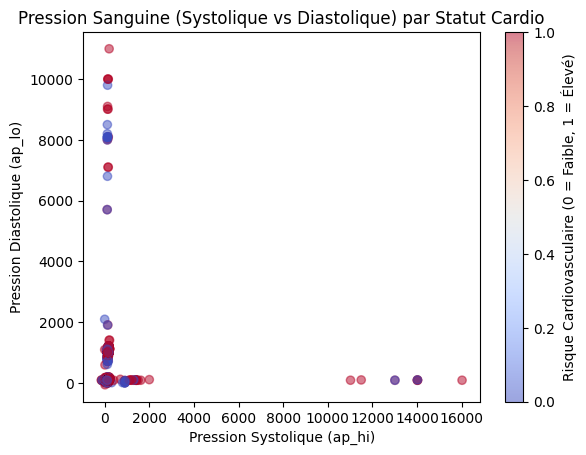 Pression Sanguine (Systolique vs Diastolique) par Statut Cardio
10000
8000
6000
4000
2000
0
Pression Diastolique (ap_lo)
0 2000 4000 6000 8000 10000 12000 14000 16000
Pression Systolique (ap_hi)
1.0
0.8
0.6
0.4
0.2
0.0
Risque Cardiovasculaire (0 = Faible, 1 = Élevé)